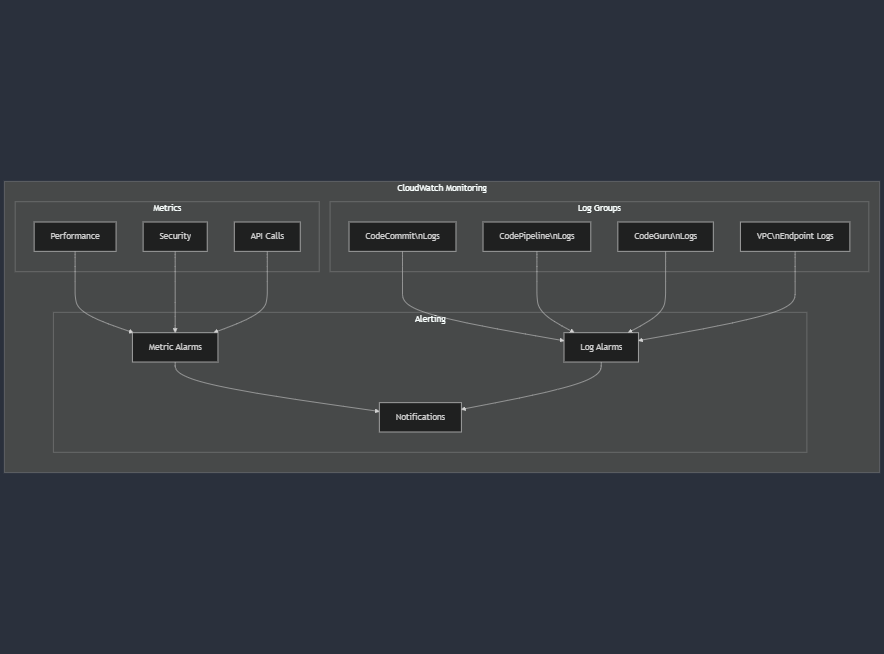 CloudWatch Monitoring
Metrics
Log Groups
Performance
Security
API Calls
CodeCommit\nLogs
CodePipeline\nLogs
CodeGuru\nLogs
VPC\nEndpoint Logs
Alerting
Metric Alarms
Log Alarms
Notifications